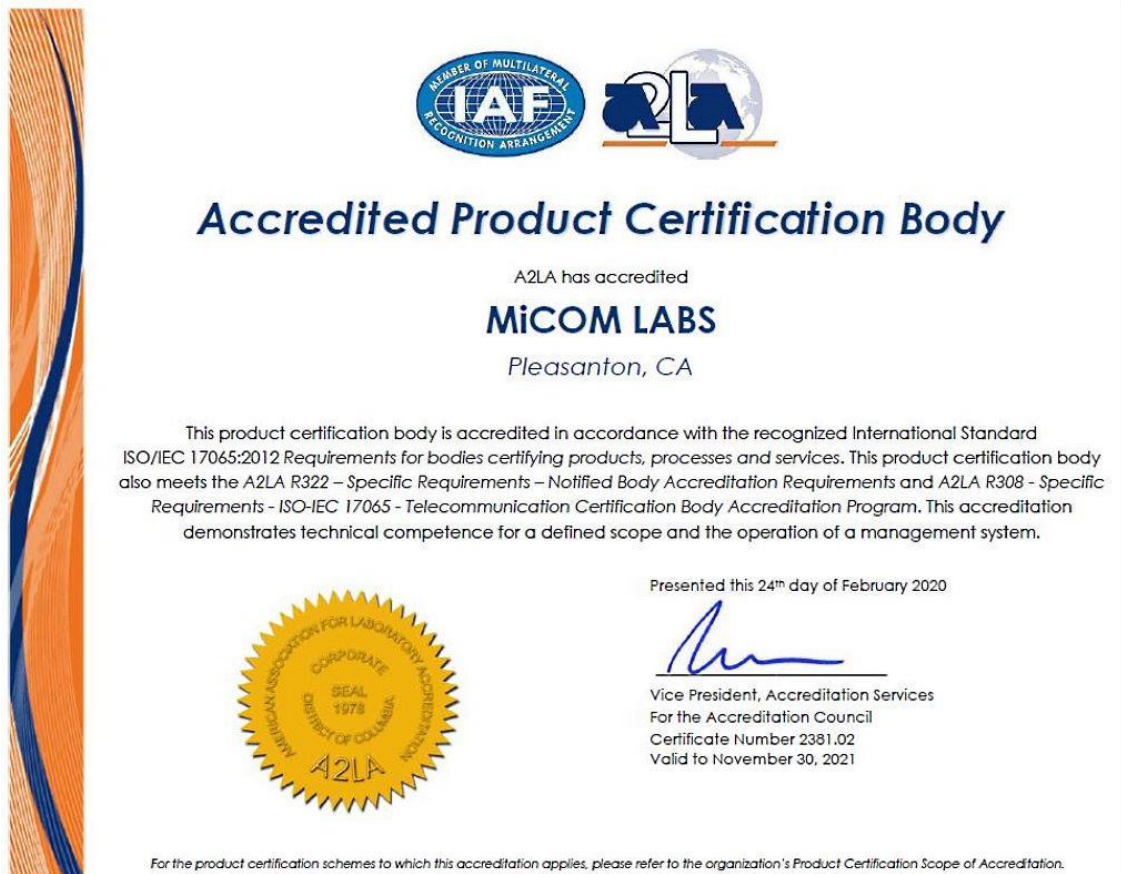 MEMBER OF MULTILATERAL
IAF
RECOGNITION ARRANGEMENT
a2La
Accredited Product Certification Body
A2LA has accredited
MiCOM LABS
Pleasanton, CA
This product certification body is accredited in accordance with the recognized International Standard
ISO/IEC 17065:2012 Requirements for bodies certifying products, processes and services. This product certification body
also meets the A2LA R322 – Specific Requirements – Notified Body Accreditation Requirements and A2LA R308 - Specific
Requirements - ISO-IEC 17065 - Telecommunication Certification Body Accreditation Program. This accreditation
demonstrates technical competence for a defined scope and the operation of a management system.
AMERICAN ASSOCIATION FOR LABORATORY ACCREDITATION
CORPORATE
SEAL
1978
DISTRICT OF COLUMBIA
A2LA
Presented this 24th day of February 2020
Vice President, Accreditation Services
For the Accreditation Council
Certificate Number 2381.02
Valid to November 30, 2021
For the product certification schemes to which this accreditation applies, please refer to the organization's Product Certification Scope of Accreditation.